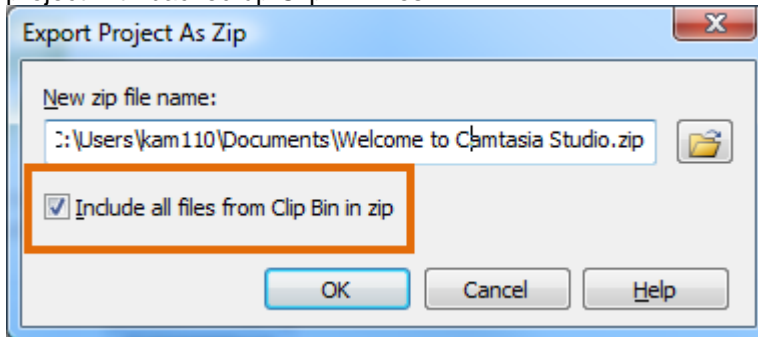 Export Project As Zip
New zip file name:
:\Users\kam110\Documents\Welcome to Camtasia Studio.zip
Include all files from Clip Bin in zip
OK
Cancel
Help